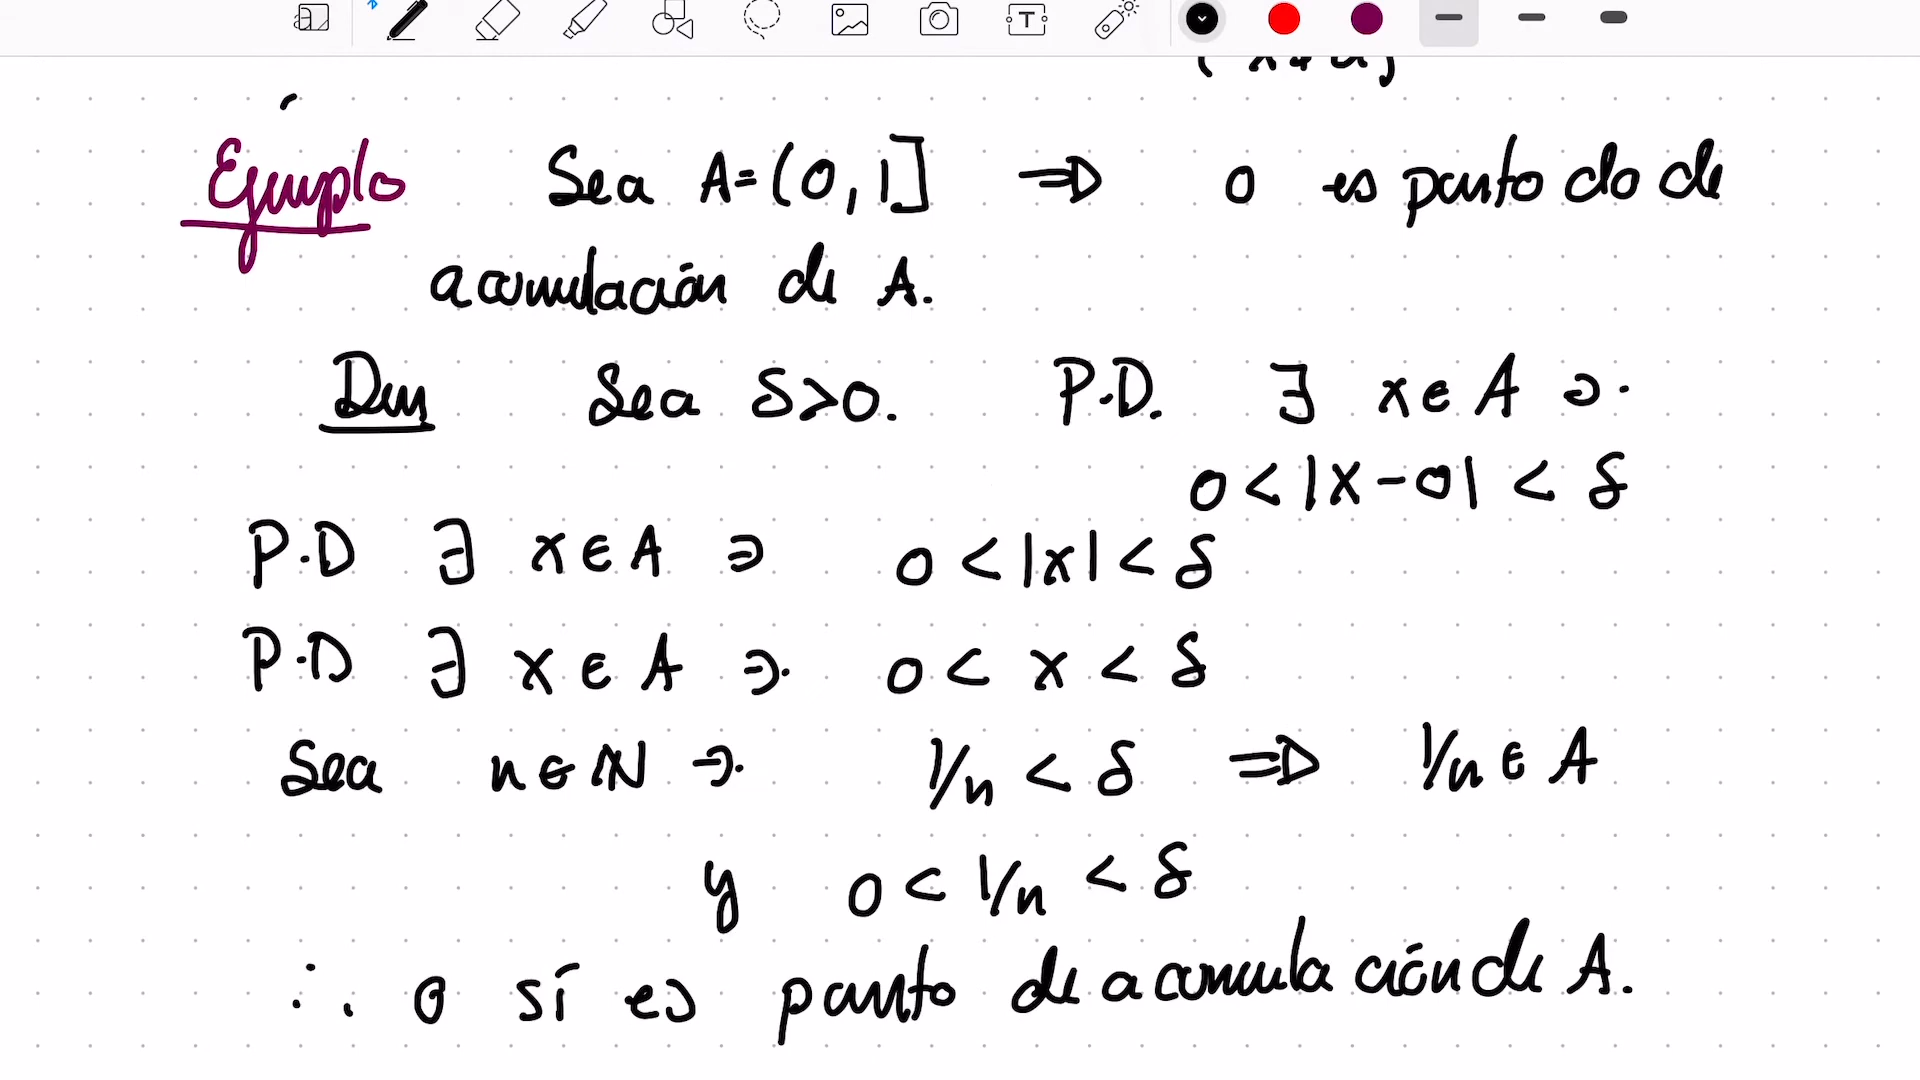 Ejemplo Sea A=(0,1] ⇒ 0 es punto do de
acumulación de A.
Dem Sea δ>0. P.D. ∃ x∈A ∋.
0<|x-0|<δ
P.D ∃ x∈A ∋ 0<|x|<δ
P.D ∃ x∈A ∋. 0<x<δ
Sea n∈ℕ ∋. 1/n<δ ⇒ 1/n∈A
y 0<1/n<δ
∴ 0 sí es punto de acumulación de A.